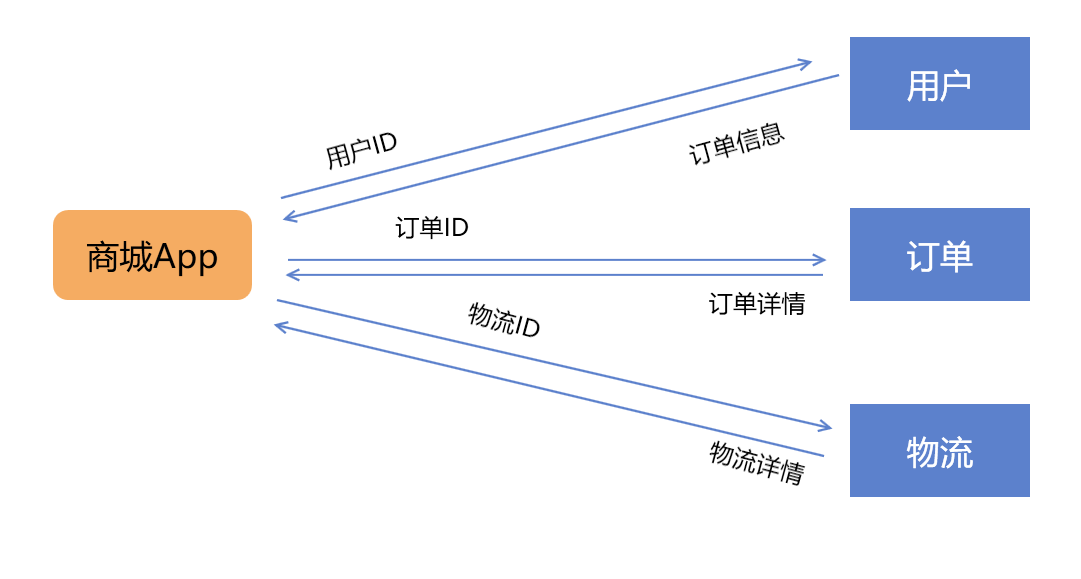 用户
用户ID
订单信息
订单ID
商城App
订单
订单详情
物流ID
物流
物流详情